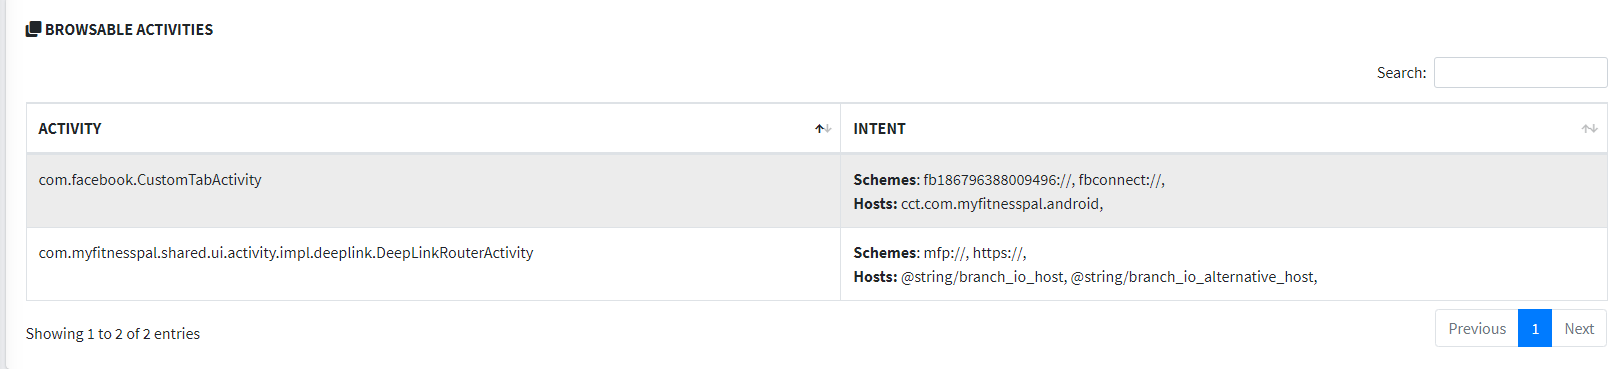 BROWSABLE ACTIVITIES
Search:
ACTIVITY INTENT
com.facebook.CustomTabActivity
Schemes: fb186796388009496://, fbconnect://,
Hosts: cct.com.myfitnesspal.android,
com.myfitnesspal.shared.ui.activity.impl.deeplink.DeepLinkRouterActivity
Schemes: mfp://, https://,
Hosts: @string/branch_io_host, @string/branch_io_alternative_host,
Showing 1 to 2 of 2 entries
Previous 1 Next